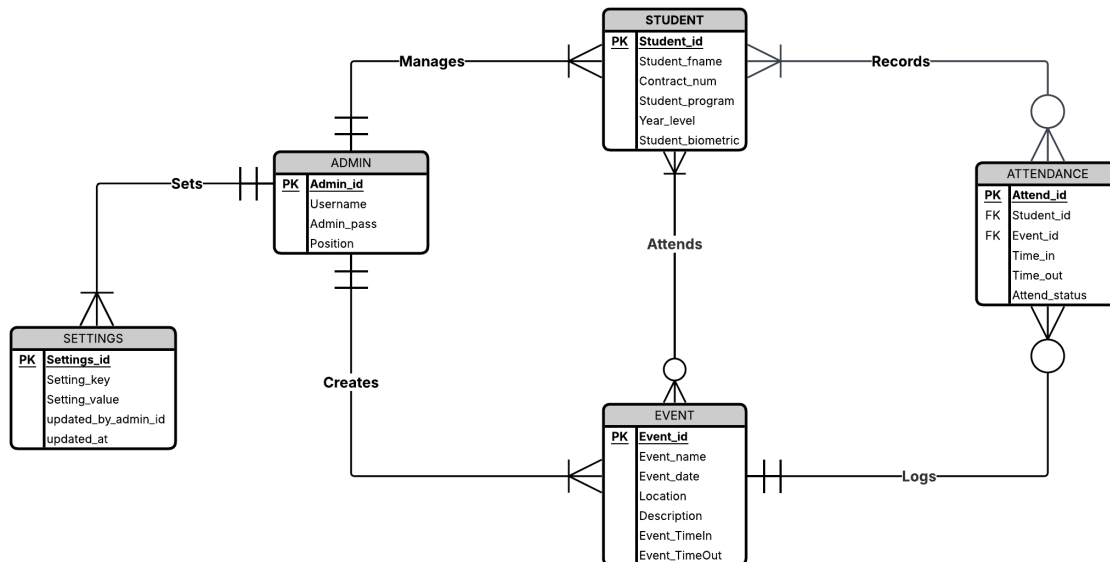 STUDENT
PK Student_id
Student_fname
Contract_num
Student_program
Year_level
Student_biometric
Manages
Records
ADMIN
PK Admin_id
Username
Admin_pass
Position
Sets
ATTENDANCE
PK Attend_id
FK Student_id
FK Event_id
Time_in
Time_out
Attend_status
Attends
SETTINGS
PK Settings_id
Setting_key
Setting_value
updated_by_admin_id
updated_at
Creates
EVENT
PK Event_id
Event_name
Event_date
Location
Description
Event_TimeIn
Event_TimeOut
Logs